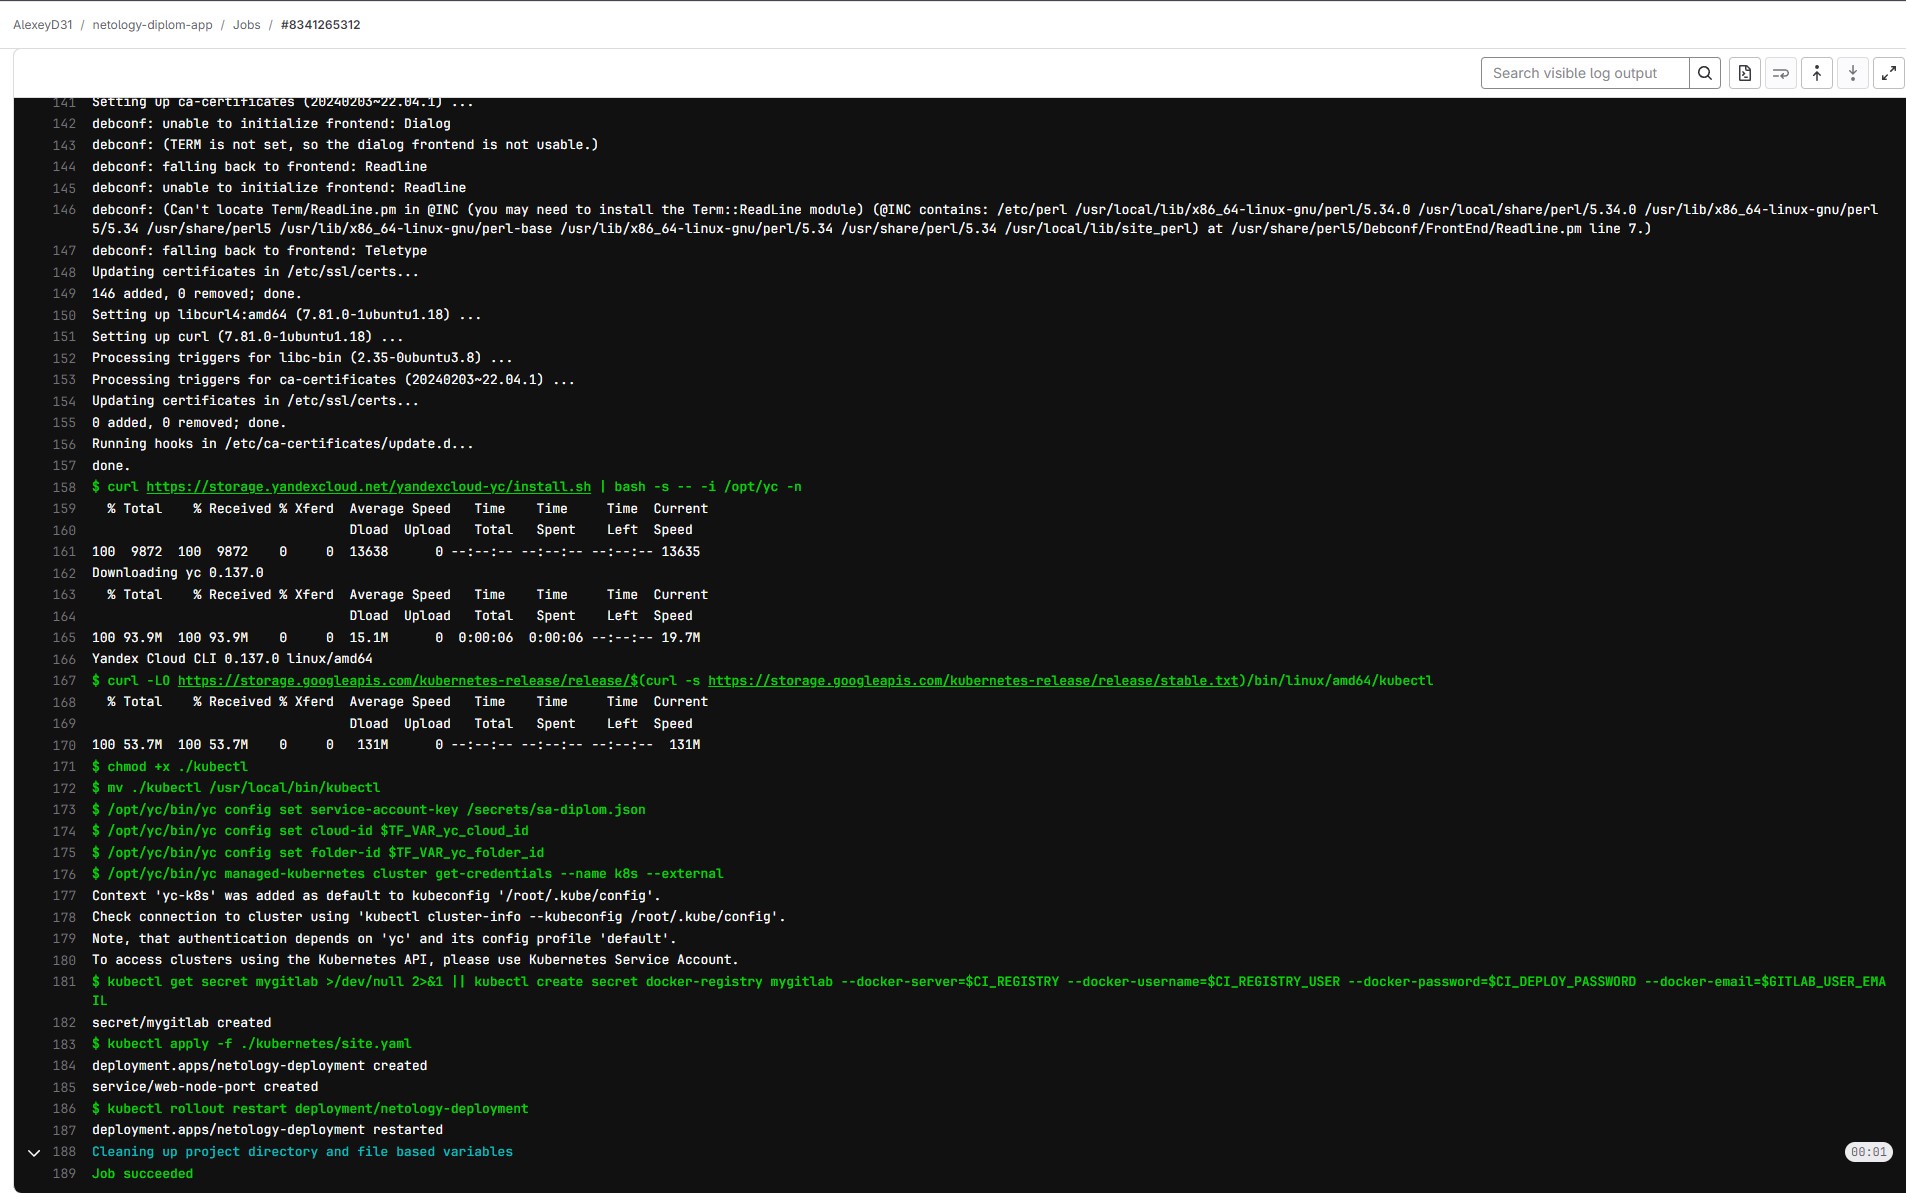 AlexeyD31 / netology-diplom-app / Jobs / #8341265312
Search visible log output
141 Setting up ca-certificates (20240203~22.04.1) ...
142 debconf: unable to initialize frontend: Dialog
143 debconf: (TERM is not set, so the dialog frontend is not usable.)
144 debconf: falling back to frontend: Readline
145 debconf: unable to initialize frontend: Readline
146 debconf: (Can't locate Term/ReadLine.pm in @INC (you may need to install the Term::ReadLine module) (@INC contains: /etc/perl /usr/local/lib/x86_64-linux-gnu/perl/5.34.0 /usr/local/share/perl/5.34.0 /usr/lib/x86_64-linux-gnu/perl
5/5.34 /usr/share/perl5 /usr/lib/x86_64-linux-gnu/perl-base /usr/lib/x86_64-linux-gnu/perl/5.34 /usr/share/perl/5.34 /usr/local/lib/site_perl) at /usr/share/perl5/Debconf/FrontEnd/Readline.pm line 7.)
147 debconf: falling back to frontend: Teletype
148 Updating certificates in /etc/ssl/certs...
149 146 added, 0 removed; done.
150 Setting up libcurl4:amd64 (7.81.0-1ubuntu1.18) ...
151 Setting up curl (7.81.0-1ubuntu1.18) ...
152 Processing triggers for libc-bin (2.35-0ubuntu3.8) ...
153 Processing triggers for ca-certificates (20240203~22.04.1) ...
154 Updating certificates in /etc/ssl/certs...
155 0 added, 0 removed; done.
156 Running hooks in /etc/ca-certificates/update.d...
157 done.
158 $ curl https://storage.yandexcloud.net/yandexcloud-yc/install.sh | bash -s -- -i /opt/yc -n
159 % Total % Received % Xferd Average Speed Time Time Time Current
160 Dload Upload Total Spent Left Speed
161 100 9872 100 9872 0 0 13638 0 --:--:-- --:--:-- --:--:-- 13635
162 Downloading yc 0.137.0
163 % Total % Received % Xferd Average Speed Time Time Time Current
164 Dload Upload Total Spent Left Speed
165 100 93.9M 100 93.9M 0 0 15.1M 0 0:00:06 0:00:06 --:--:-- 19.7M
166 Yandex Cloud CLI 0.137.0 linux/amd64
167 $ curl -LO https://storage.googleapis.com/kubernetes-release/release/$(curl -s https://storage.googleapis.com/kubernetes-release/release/stable.txt)/bin/linux/amd64/kubectl
168 % Total % Received % Xferd Average Speed Time Time Time Current
169 Dload Upload Total Spent Left Speed
170 100 53.7M 100 53.7M 0 0 131M 0 --:--:-- --:--:-- --:--:-- 131M
171 $ chmod +x ./kubectl
172 $ mv ./kubectl /usr/local/bin/kubectl
173 $ /opt/yc/bin/yc config set service-account-key /secrets/sa-diplom.json
174 $ /opt/yc/bin/yc config set cloud-id $TF_VAR_yc_cloud_id
175 $ /opt/yc/bin/yc config set folder-id $TF_VAR_yc_folder_id
176 $ /opt/yc/bin/yc managed-kubernetes cluster get-credentials --name k8s --external
177 Context 'yc-k8s' was added as default to kubeconfig '/root/.kube/config'.
178 Check connection to cluster using 'kubectl cluster-info --kubeconfig /root/.kube/config'.
179 Note, that authentication depends on 'yc' and its config profile 'default'.
180 To access clusters using the Kubernetes API, please use Kubernetes Service Account.
181 $ kubectl get secret mygitlab >/dev/null 2>&1 || kubectl create secret docker-registry mygitlab --docker-server=$CI_REGISTRY --docker-username=$CI_REGISTRY_USER --docker-password=$CI_DEPLOY_PASSWORD --docker-email=$GITLAB_USER_EMA
IL
182 secret/mygitlab created
183 $ kubectl apply -f ./kubernetes/site.yaml
184 deployment.apps/netology-deployment created
185 service/web-node-port created
186 $ kubectl rollout restart deployment/netology-deployment
187 deployment.apps/netology-deployment restarted
188 Cleaning up project directory and file based variables 00:01
189 Job succeeded